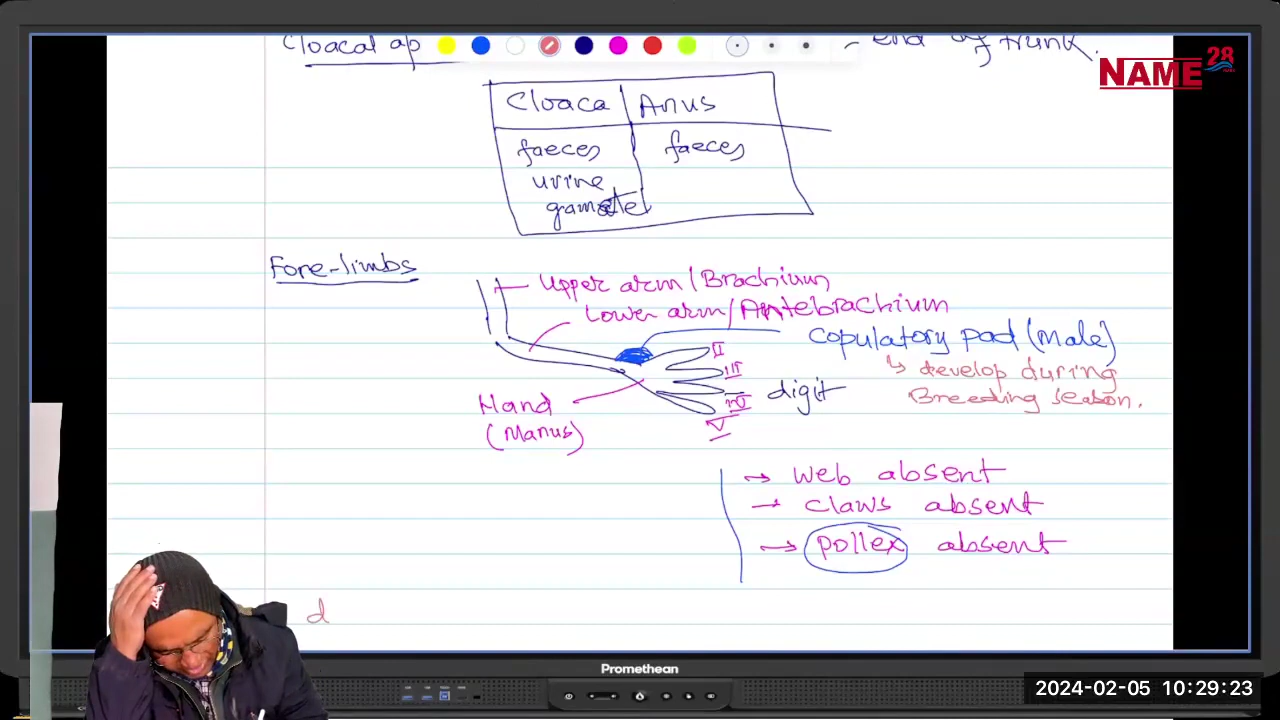 Cloacal ap
end of trunk.
NAME 28
Cloaca | Anus
faeces faeces
urine
gamete
Fore-limbs
Upper arm/Brachium
Lower arm/Antebrachium
Copulatory pad (Male)
↳ develop during
Breeding season.
II
III
IV
V
digit
Hand
(Manus)
→ web absent
→ claws absent
→ pollex absent
d
Promethean
2024-02-05 10:29:23